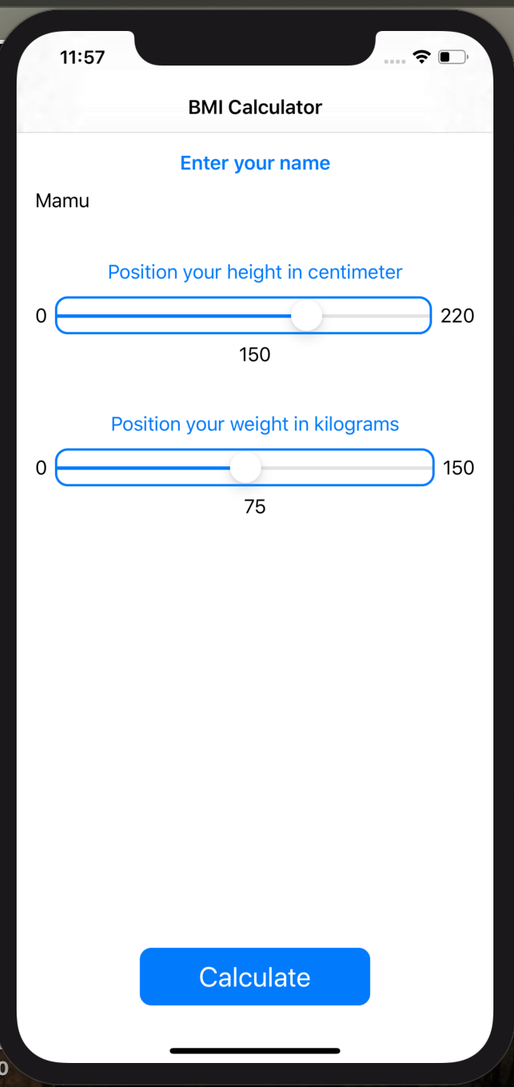 11:57
BMI Calculator
Enter your name
Mamu
Position your height in centimeter
0 220
150
Position your weight in kilograms
0 150
75
Calculate
0